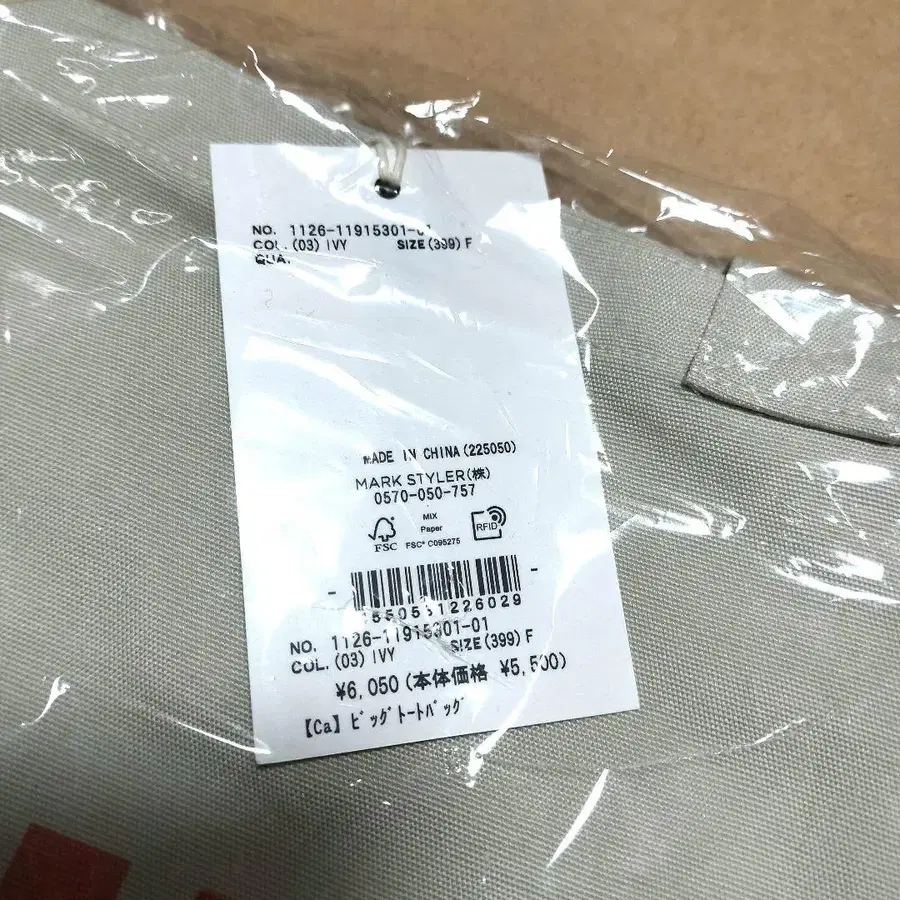 NO. 1126-11915301-01
COL. (03) IVY SIZE(399) F
QUA.
MADE IN CHINA(225050)
MARK STYLER(株)
0570-050-757
FSC
MIX
Paper
FSC® C095275
RFID
NO. 1126-11915301-01
COL. (03) IVY SIZE(399) F
¥6,050(本体価格 ¥5,500)
【Ca】ﾋﾞｯｸﾞﾄｰﾄﾊﾞｯｸﾞ